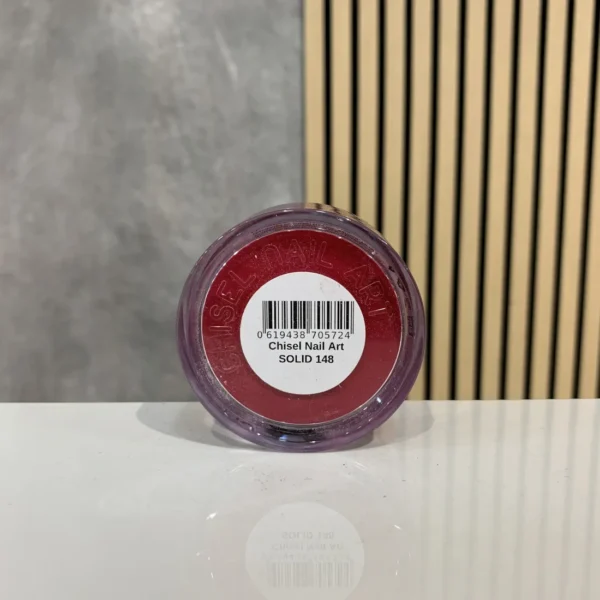 CHISEL NAIL ART
0 619438 705724
Chisel Nail Art
SOLID 148